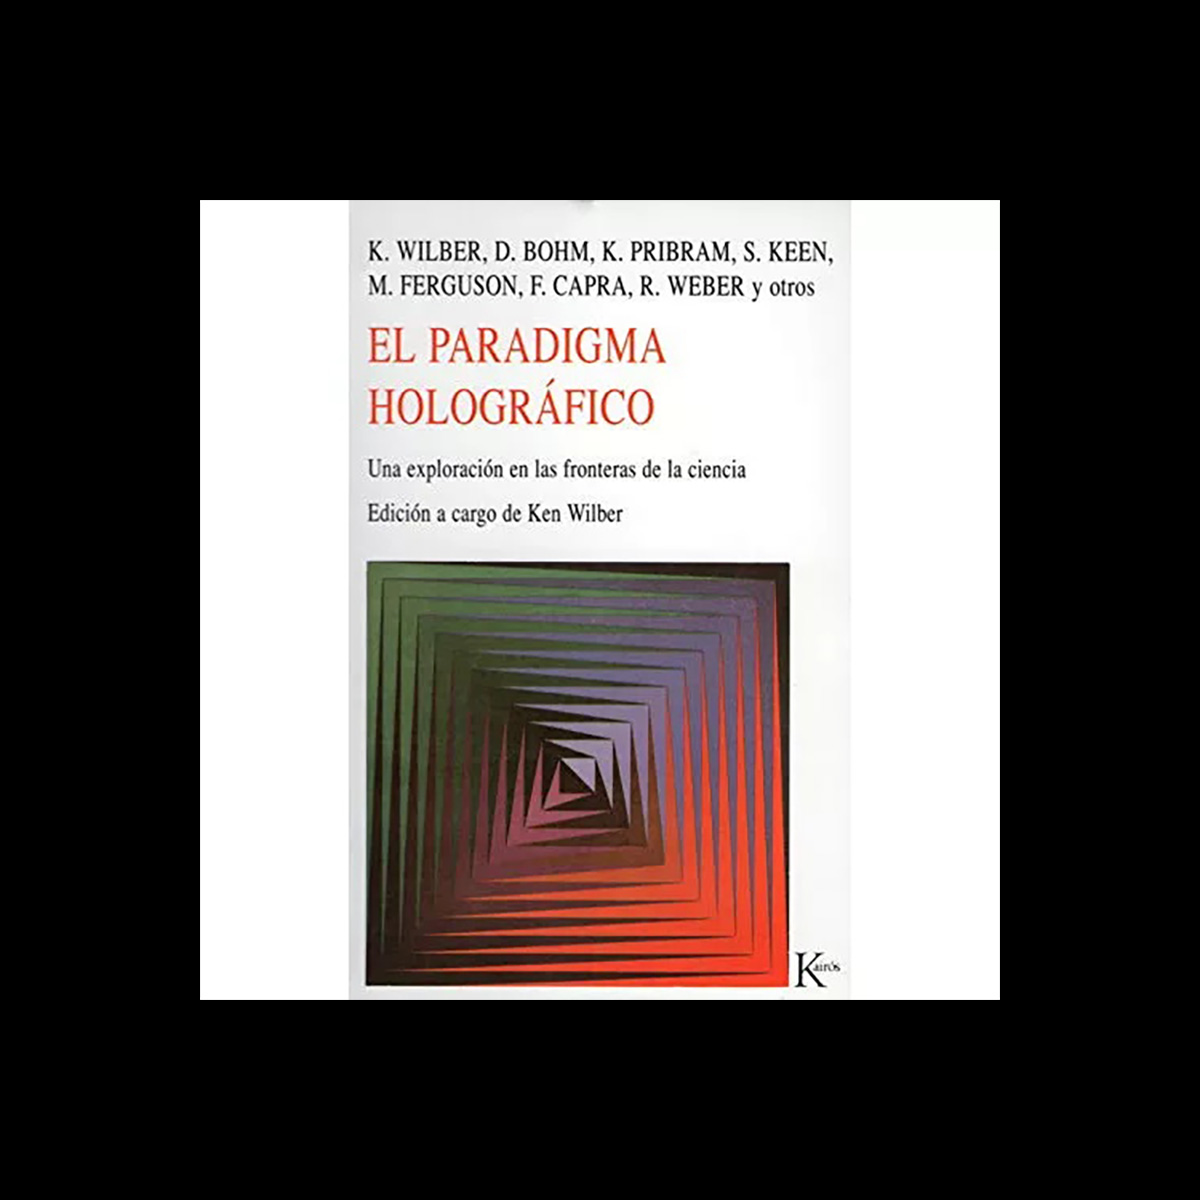 K. WILBER, D. BOHM, K. PRIBRAM, S. KEEN,
M. FERGUSON, F. CAPRA, R. WEBER y otros
EL PARADIGMA
HOLOGRÁFICO
Una exploración en las fronteras de la ciencia
Edición a cargo de Ken Wilber
Kairós